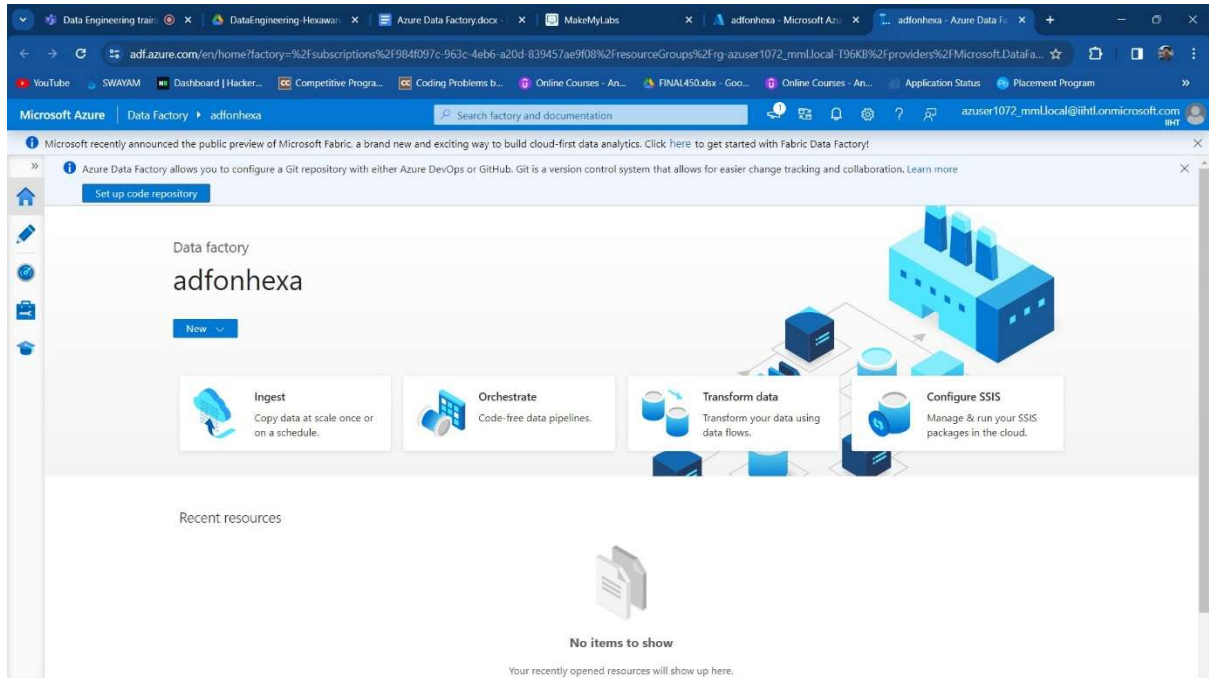 Data Engineering train
DataEngineering-Hexawar
Azure Data Factory.docx -
MakeMyLabs
adfonhexa - Microsoft Azu
adfonhexa - Azure Data Fa
adf.azure.com/en/home?factory=%2Fsubscriptions%2F984f097c-963c-4eb6-a20d-839457ae9f08%2FresourceGroups%2Frg-azuser1072_mml.local-T96KB%2Fproviders%2FMicrosoft.DataFa...
YouTube
SWAYAM
Dashboard | Hacker...
CC Competitive Progra...
CC Coding Problems b...
Online Courses - An...
FINAL450.xlsx - Goo...
Online Courses - An...
Application Status
Placement Program
»
Microsoft Azure
Data Factory
adfonhexa
Search factory and documentation
1
azuser1072_mml.local@iihtl.onmicrosoft.com
IIHT
Microsoft recently announced the public preview of Microsoft Fabric, a brand new and exciting way to build cloud-first data analytics. Click here to get started with Fabric Data Factory!
Azure Data Factory allows you to configure a Git repository with either Azure DevOps or GitHub. Git is a version control system that allows for easier change tracking and collaboration. Learn more
Set up code repository
Data factory
adfonhexa
New
Ingest
Copy data at scale once or
on a schedule.
Orchestrate
Code-free data pipelines.
Transform data
Transform your data using
data flows.
Configure SSIS
Manage & run your SSIS
packages in the cloud.
Recent resources
No items to show
Your recently opened resources will show up here.